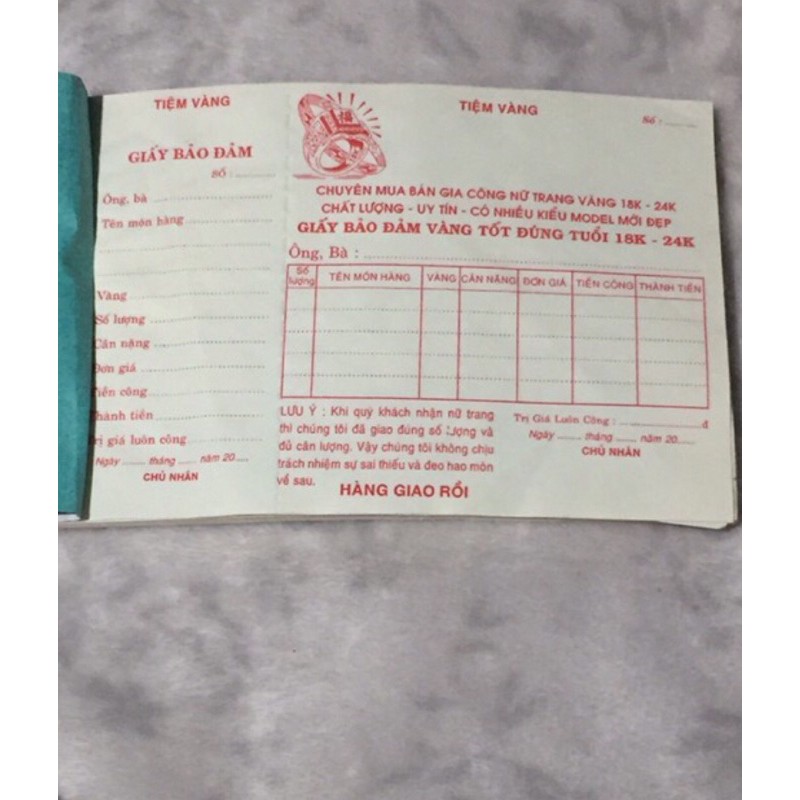 TIỆM VÀNG
GIẤY BẢO ĐẢM
SỐ :
Ông, bà
Tên món hàng
Vàng
Số lượng
Cân nặng
Đơn giá
Tiền công
Thành tiền
Trị giá luôn công
Ngày ........ tháng ...... năm 20.....
CHỦ NHÂN
TIỆM VÀNG
Số : ........
CHUYÊN MUA BÁN GIA CÔNG NỮ TRANG VÀNG 18K - 24K
CHẤT LƯỢNG - UY TÍN - CÓ NHIỀU KIỂU MODEL MỚI ĐẸP
GIẤY BẢO ĐẢM VÀNG TỐT ĐÚNG TUỔI 18K - 24K
Ông, Bà :
Số lượng TÊN MÓN HÀNG VÀNG CÂN NẶNG ĐƠN GIÁ TIỀN CÔNG THÀNH TIỀN
LƯU Ý : Khi quý khách nhận nữ trang
thì chúng tôi đã giao đúng số lượng và
đủ cân lượng. Vậy chúng tôi không chịu
trách nhiệm sự sai thiếu và đeo hao mòn
về sau.
Trị Giá Luôn Công : ........ đ
Ngày ........ tháng ...... năm 20.....
CHỦ NHÂN
HÀNG GIAO RỒI